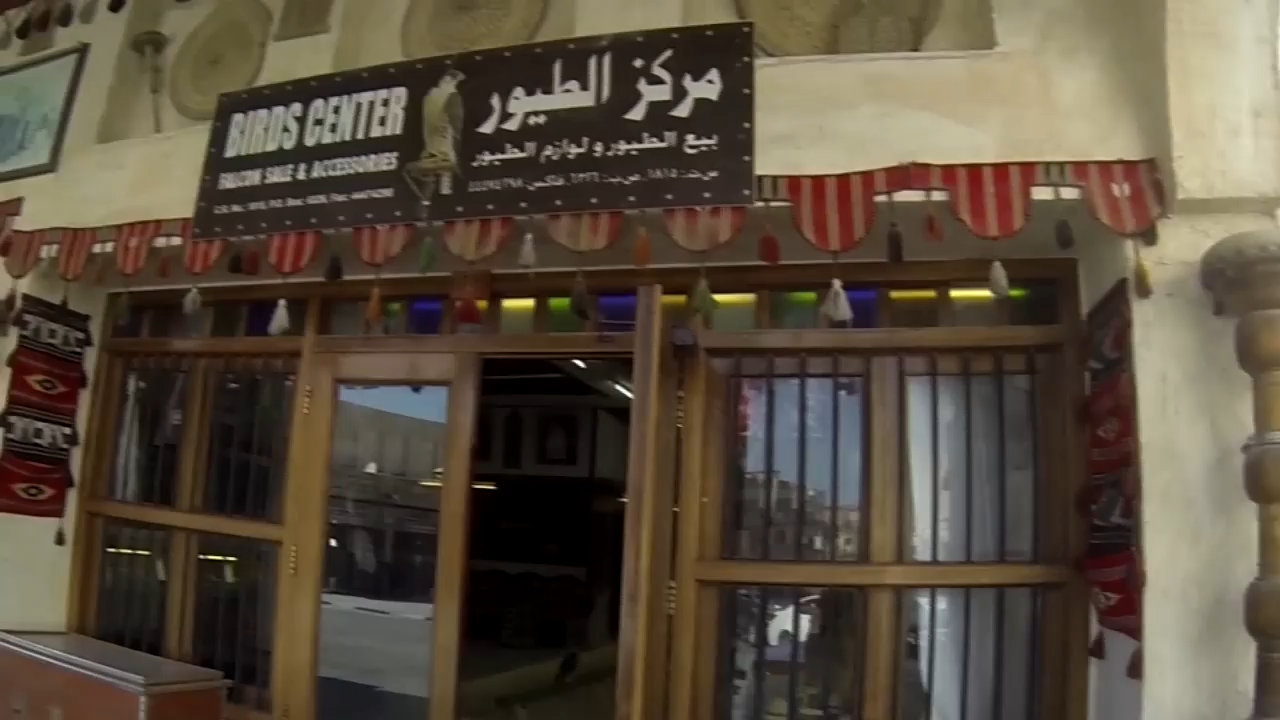 BIRDS CENTER
FALCON SALE & ACCESSORIES
مركز الطيور
بيع الطيور و لوازم الطيور